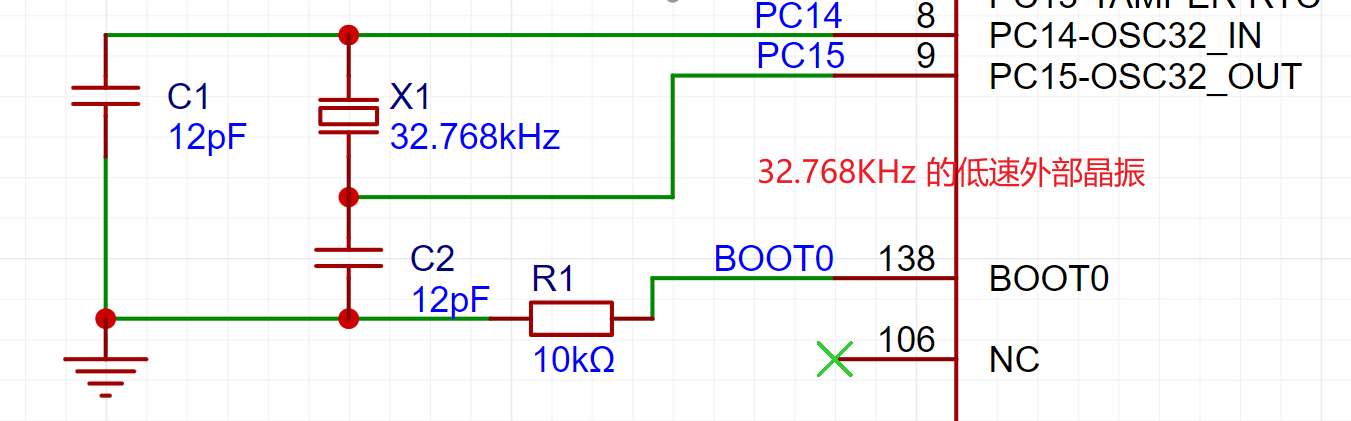 PC14
8
PC14-OSC32_IN
PC15
9
PC15-OSC32_OUT
C1
12pF
X1
32.768kHz
32.768KHz 的低速外部晶振
C2
12pF
R1
10kΩ
BOOT0
138
BOOT0
106
NC